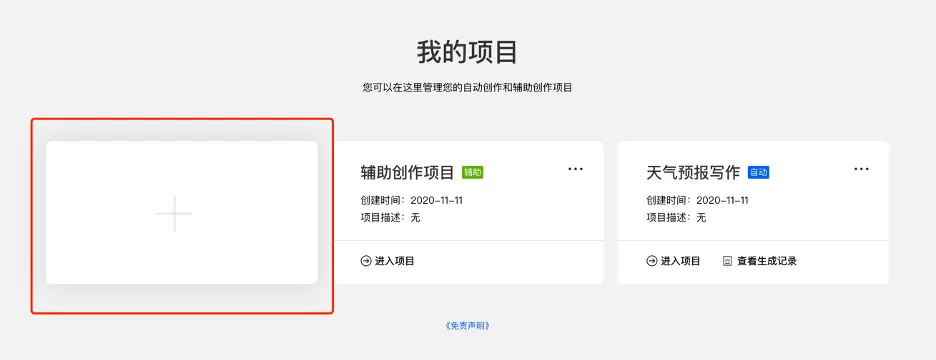 我的项目
您可以在这里管理您的自动创作和辅助创作项目
辅助创作项目 辅助
创建时间：2020-11-11
项目描述：无
进入项目
天气预报写作 自动
创建时间：2020-11-11
项目描述：无
进入项目 查看生成记录
《免责声明》